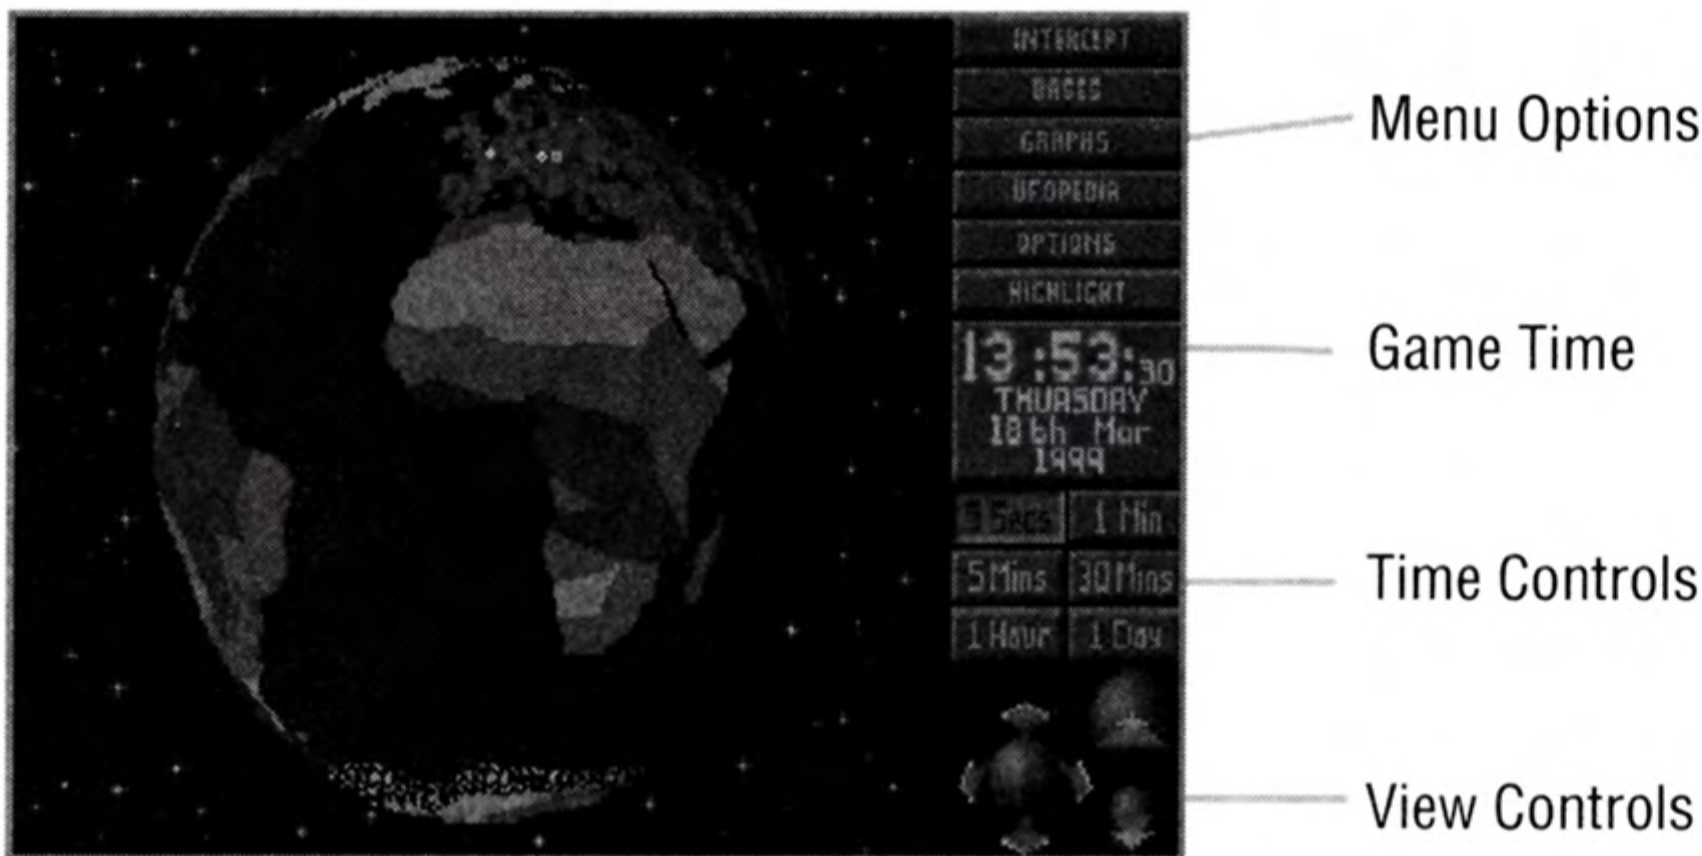 INTERCEPT
BASES
GRAPHS
UFOPEDIA
OPTIONS
HIGHLIGHT
13:53:30
THURSDAY
18th Mar
1999
5 Secs 1 Min
5 Mins 30 Mins
1 Hour 1 Day
Menu Options
Game Time
Time Controls
View Controls